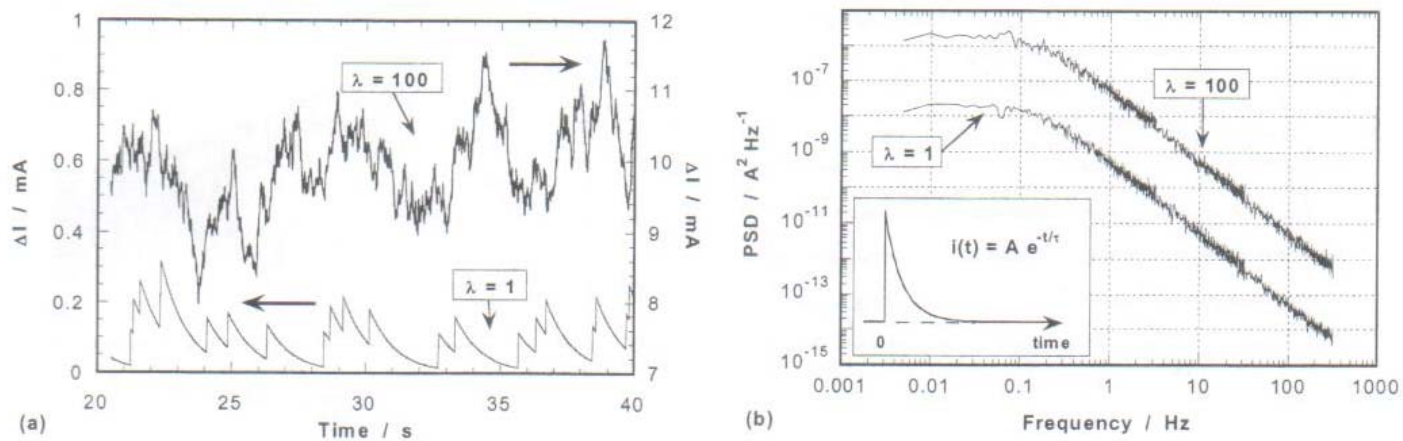 1
0.8
0.6
0.4
0.2
0
ΔI / mA
12
11
10
9
8
7
ΔI / mA
λ = 100
λ = 1
20 25 30 35 40
Time / s
(a)
10-7
10-9
10-11
10-13
10-15
PSD / A2 Hz-1
λ = 100
λ = 1
i(t) = A e-t/τ
0 time
0.001 0.01 0.1 1 10 100 1000
Frequency / Hz
(b)